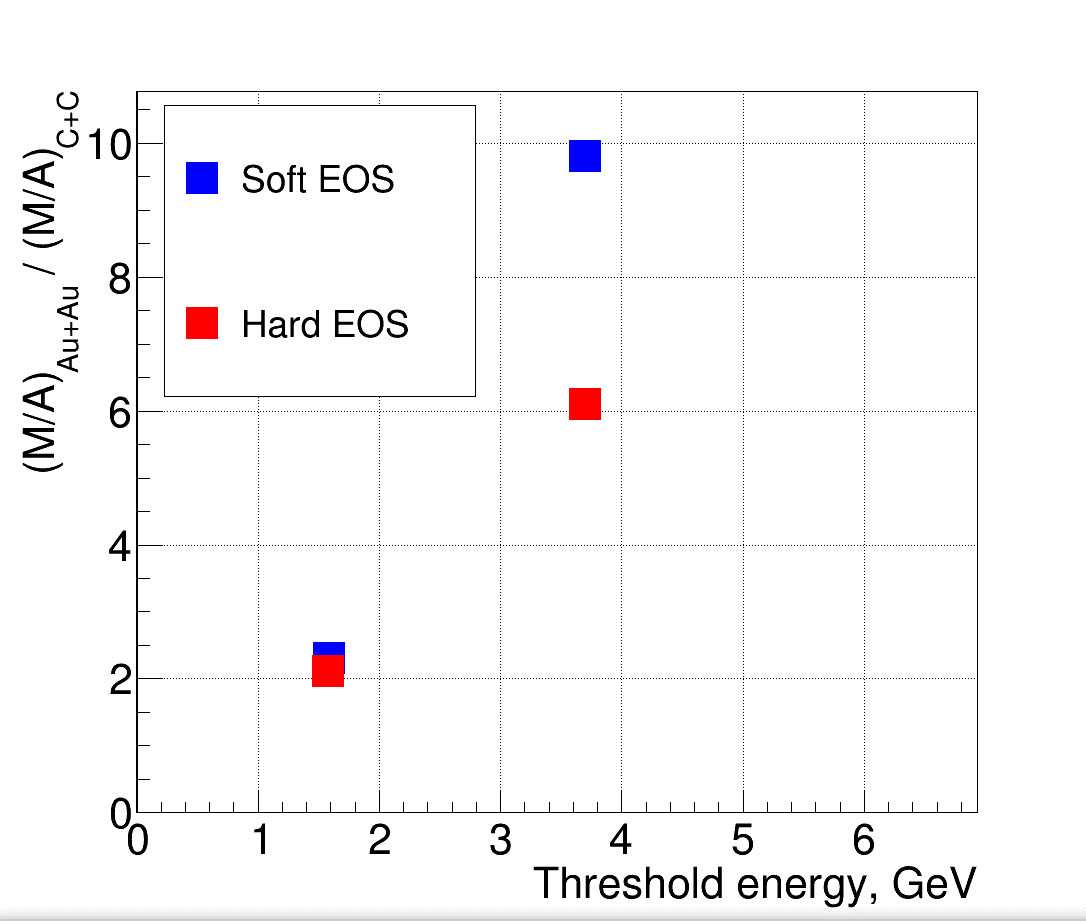 (M/A)Au+Au / (M/A)C+C
10
8
6
4
2
0
Soft EOS
Hard EOS
0 1 2 3 4 5 6
Threshold energy, GeV